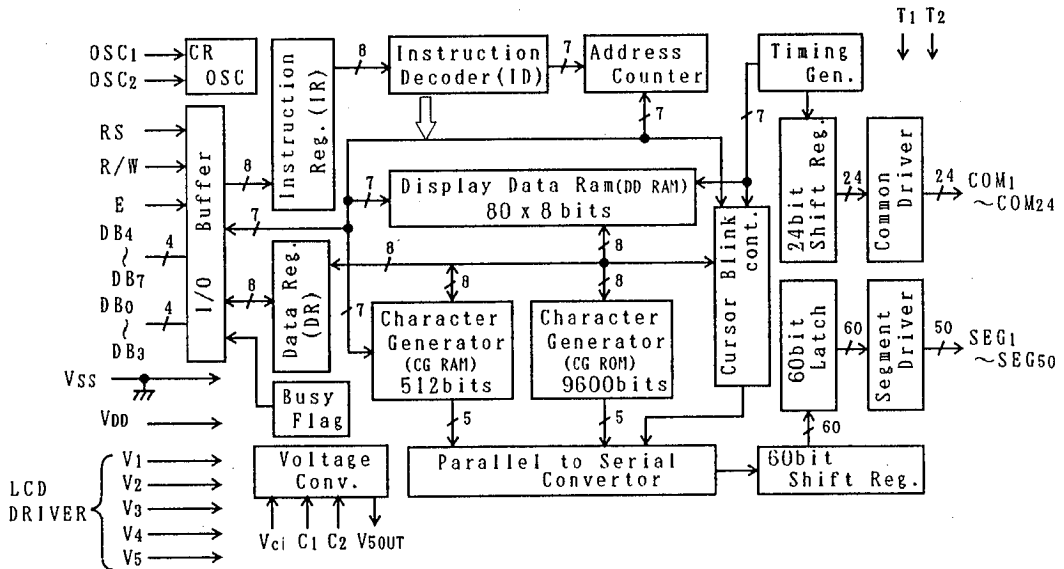 OSC1
OSC2
CR
OSC
Instruction
Reg. (IR)
8
Instruction
Decoder(ID)
7
Address
Counter
Timing
Gen.
T1 T2
RS
R/W
E
DB4
~
DB7
4
DB0
~
DB3
4
I/O Buffer
8
7
7
7
Display Data Ram(DD RAM)
80 x 8bits
7
24bit
Shift Reg.
24
Common
Driver
24
COM1
~COM24
8
Data Reg.
(DR)
8
8
8
8
7
Cursor Blink
cont.
Character
Generator
(CG RAM)
512bits
Character
Generator
(CG ROM)
9600bits
60bit
Latch
60
Segment
Driver
50
SEG1
~SEG50
VSS
Busy
Flag
VDD
5
5
60
V1
V2
V3
V4
V5
LCD
DRIVER
Voltage
Conv.
Vci C1 C2 V5OUT
Parallel to Serial
Convertor
60bit
Shift Reg.